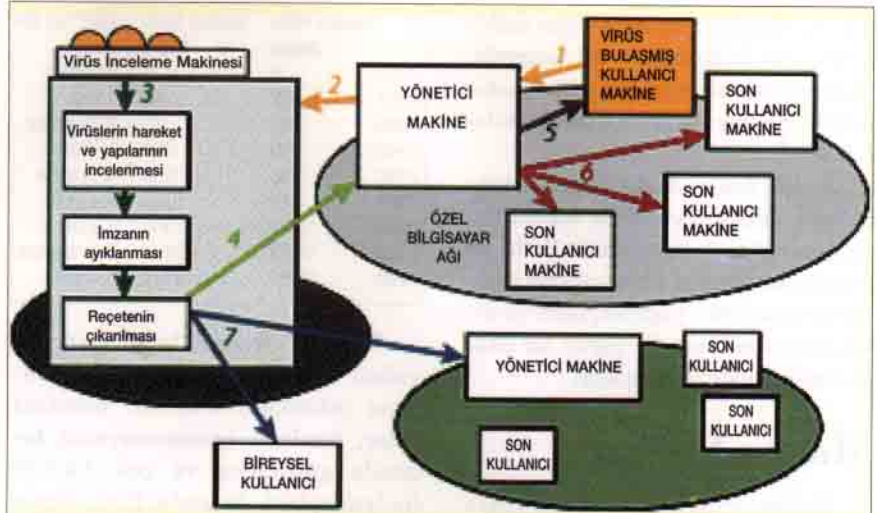 Virüs İnceleme Makinesi
3
Virüslerin hareket
ve yapılarının
incelenmesi
İmzanın
ayıklanması
Reçetenin
çıkarılması
2
1
YÖNETİCİ
MAKİNE
VİRÜS
BULAŞMIŞ
KULLANICI
MAKİNE
5
SON
KULLANICI
MAKİNE
6
SON
KULLANICI
MAKİNE
4
ÖZEL
BİLGİSAYAR
AĞI
SON
KULLANICI
MAKİNE
7
BİREYSEL
KULLANICI
YÖNETİCİ MAKİNE
SON
KULLANICI
SON
KULLANICI
SON
KULLANICI